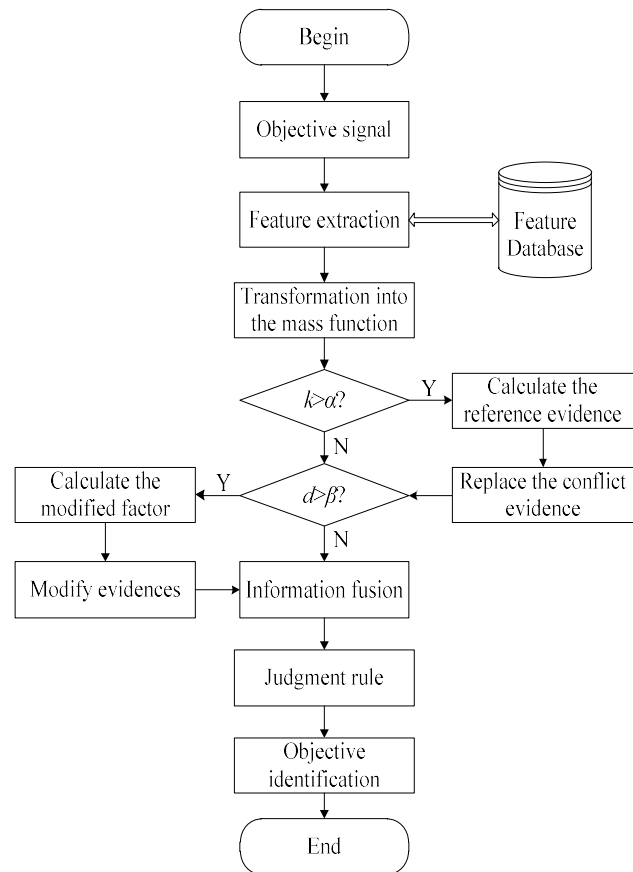 Begin
Objective signal
Feature extraction
Feature
Database
Transformation into
the mass function
k>α?
Y
Calculate the
reference evidence
N
Calculate the
modified factor
Y
d>β?
Replace the conflict
evidence
N
Modify evidences
Information fusion
Judgment rule
Objective
identification
End